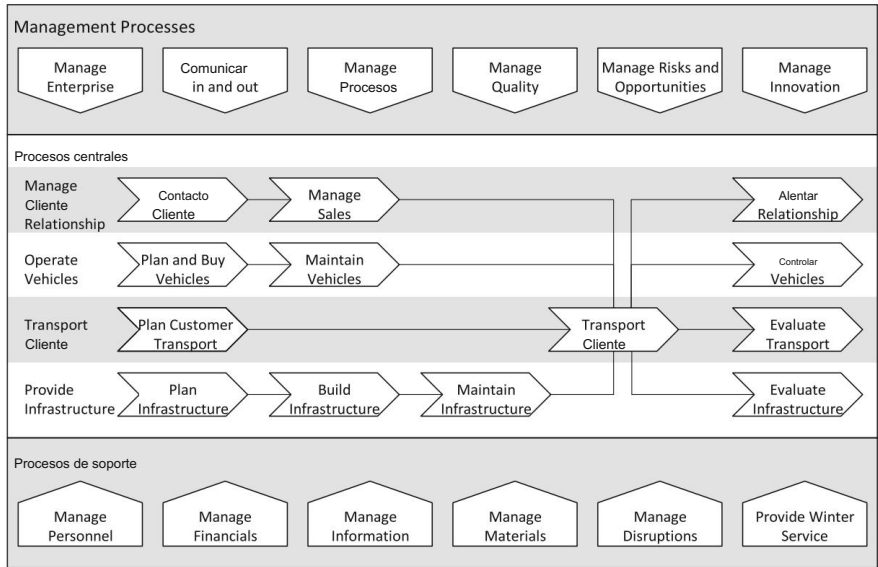 Management Processes
Manage
Enterprise
Comunicar
in and out
Manage
Procesos
Manage
Quality
Manage Risks and
Opportunities
Manage
Innovation
Procesos centrales
Manage
Cliente
Relationship
Contacto
Cliente
Manage
Sales
Alentar
Relationship
Operate
Vehicles
Plan and Buy
Vehicles
Maintain
Vehicles
Controlar
Vehicles
Transport
Cliente
Plan Customer
Transport
Transport
Cliente
Evaluate
Transport
Provide
Infrastructure
Plan
Infrastructure
Build
Infrastructure
Maintain
Infrastructure
Evaluate
Infrastructure
Procesos de soporte
Manage
Personnel
Manage
Financials
Manage
Information
Manage
Materials
Manage
Disruptions
Provide Winter
Service